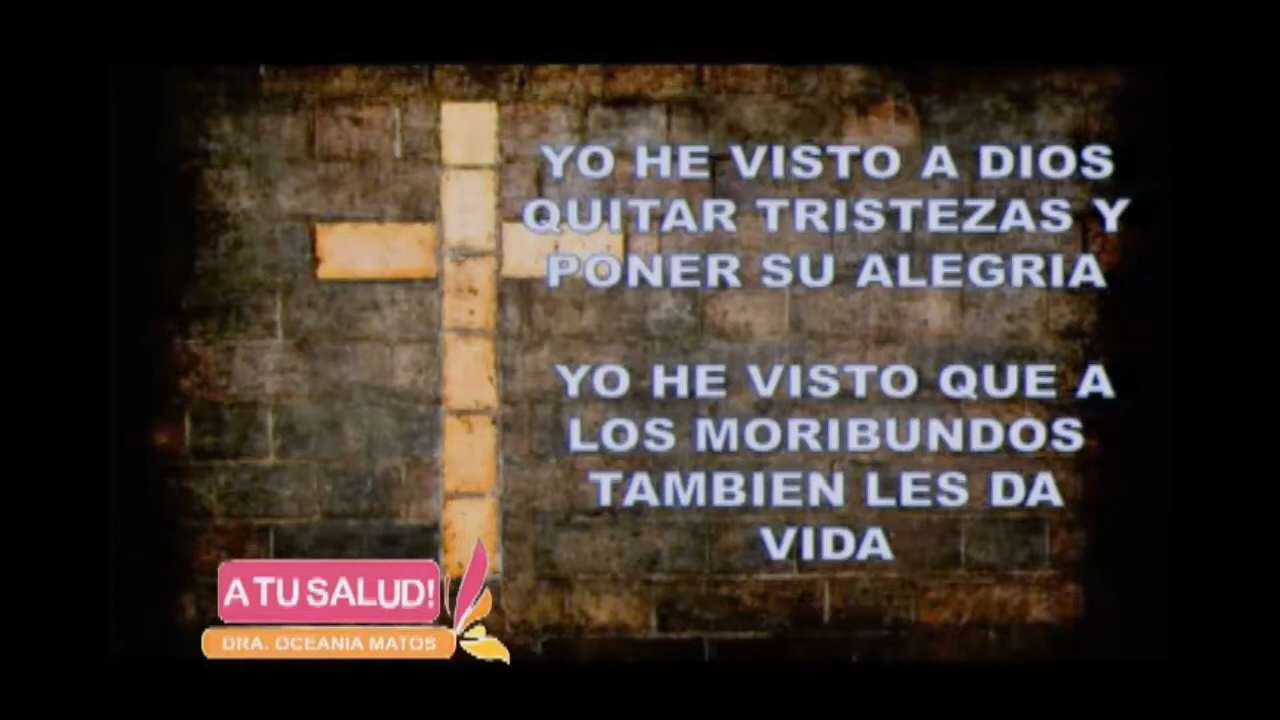 YO HE VISTO A DIOS
QUITAR TRISTEZAS Y
PONER SU ALEGRIA
YO HE VISTO QUE A
LOS MORIBUNDOS
TAMBIEN LES DA
VIDA
A TU SALUD!
DRA. OCEANIA MATOS